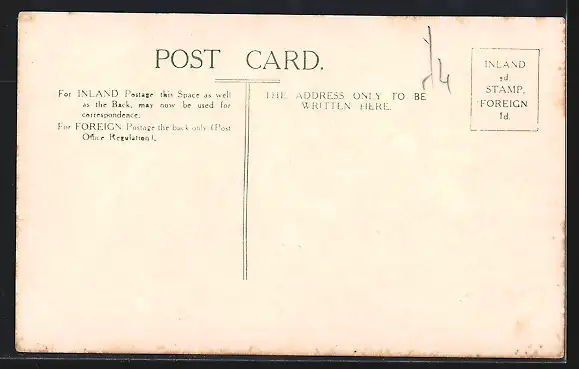 POST CARD.
For INLAND Postage this Space as well
as the Back, may now be used for
correspondence.
For FOREIGN Postage the back only (Post
Office Regulation).
THE ADDRESS ONLY TO BE
WRITTEN HERE.
INLAND
½d.
STAMP,
FOREIGN
1d.